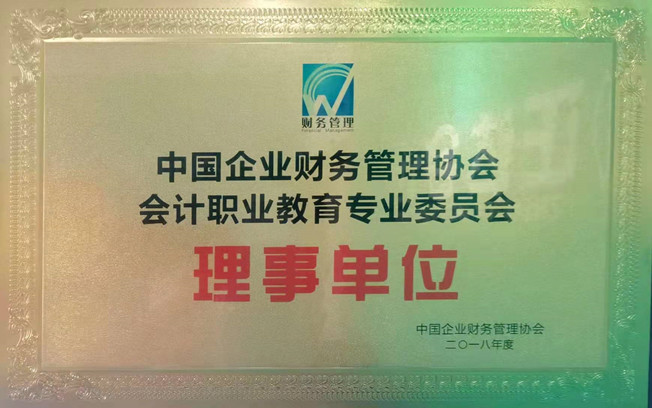 财务管理
Financial Management
中国企业财务管理协会
会计职业教育专业委员会
理事单位
中国企业财务管理协会
二〇一八年度